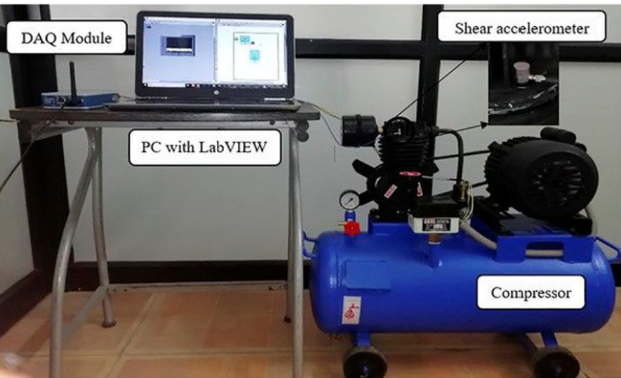 DAQ Module
Shear accelerometer
PC with LabVIEW
Compressor